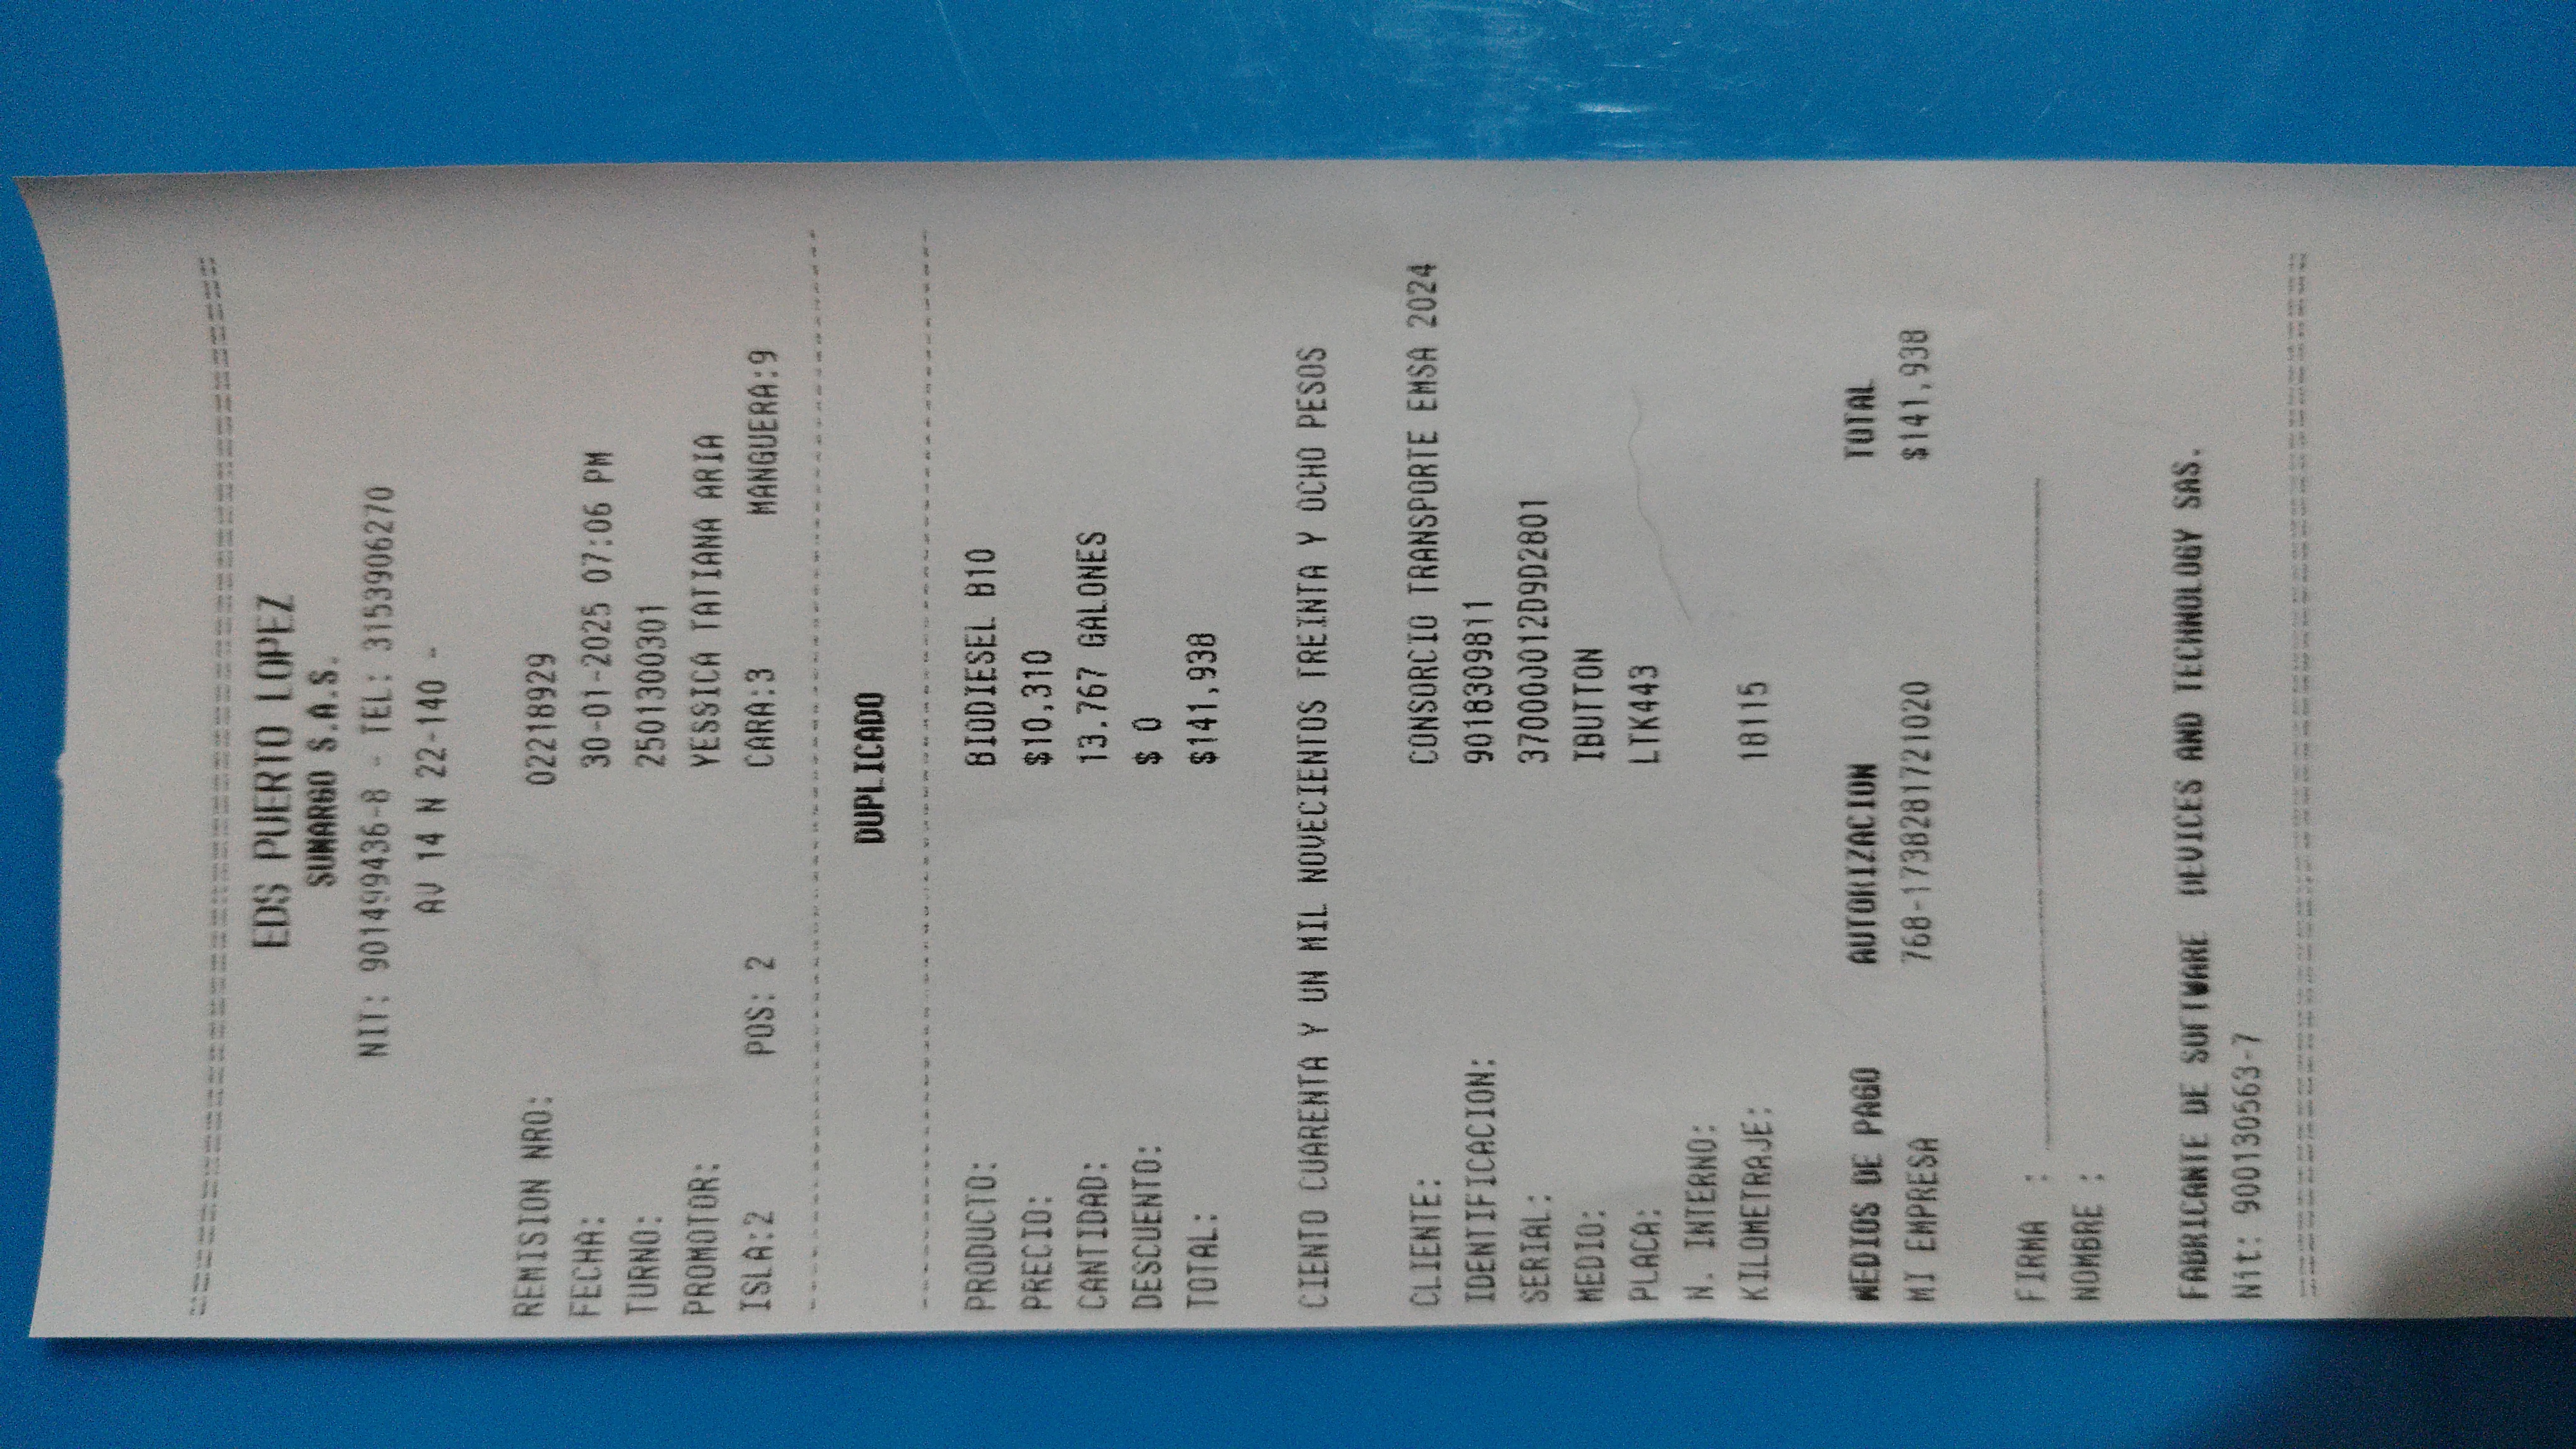 EDS PUERTO LOPEZ
SUMARGO S.A.S.
NIT: 901499436-8 - TEL: 3153906270
AV 14 N 22-140 -
REMISION NRO: 02218929
FECHA: 30-01-2025 07:06 PM
TURNO: 2501300301
PROMOTOR: YESSICA TATIANA ARIA
ISLA:2 POS: 2 CARA:3 MANGUERA:9
DUPLICADO
PRODUCTO: BIODIESEL B10
PRECIO: $10,310
CANTIDAD: 13.767 GALONES
DESCUENTO: $ 0
TOTAL: $141,938
CIENTO CUARENTA Y UN MIL NOVECIENTOS TREINTA Y OCHO PESOS
CLIENTE: CONSORCIO TRANSPORTE EMSA 2024
IDENTIFICACION: 9018309811
SERIAL: 3700000012D9D2801
MEDIO: IBUTTON
PLACA: LTK443
N. INTERNO:
KILOMETRAJE: 18115
MEDIOS DE PAGO AUTORIZACION TOTAL
MI EMPRESA 768-1738281721020 $141,938
FIRMA :
NOMBRE :
FABRICANTE DE SOFTWARE DEVICES AND TECHNOLOGY SAS.
Nit: 900130563-7